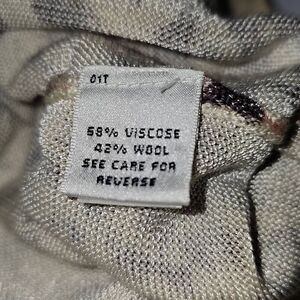 01T
58% VISCOSE
42% WOOL
SEE CARE FOR
REVERSE